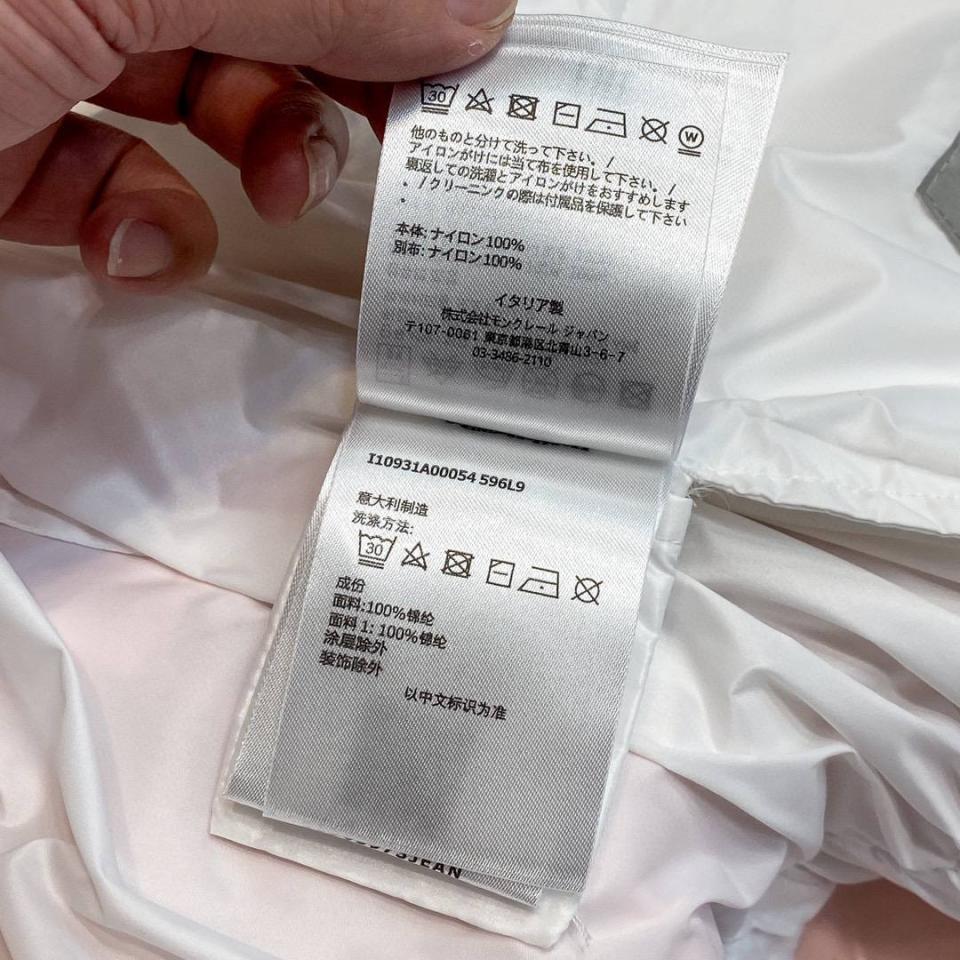 30
W
他のものと分けて洗って下さい。/
アイロンがけには当て布を使用して下さい。/
裏返しての洗濯とアイロンがけをおすすめします
。/クリーニングの際は付属品を保護して下さい
。
本体: ナイロン100%
別布: ナイロン100%
イタリア製
株式会社モンクレール ジャパン
〒107-0061 東京都港区北青山3-6-7
03-3486-2110
I10931A00054 596L9
意大利制造
洗涤方法:
30
成份
面料:100%锦纶
面料 1: 100%锦纶
涂层除外
装饰除外
以中文标识为准
JEAN